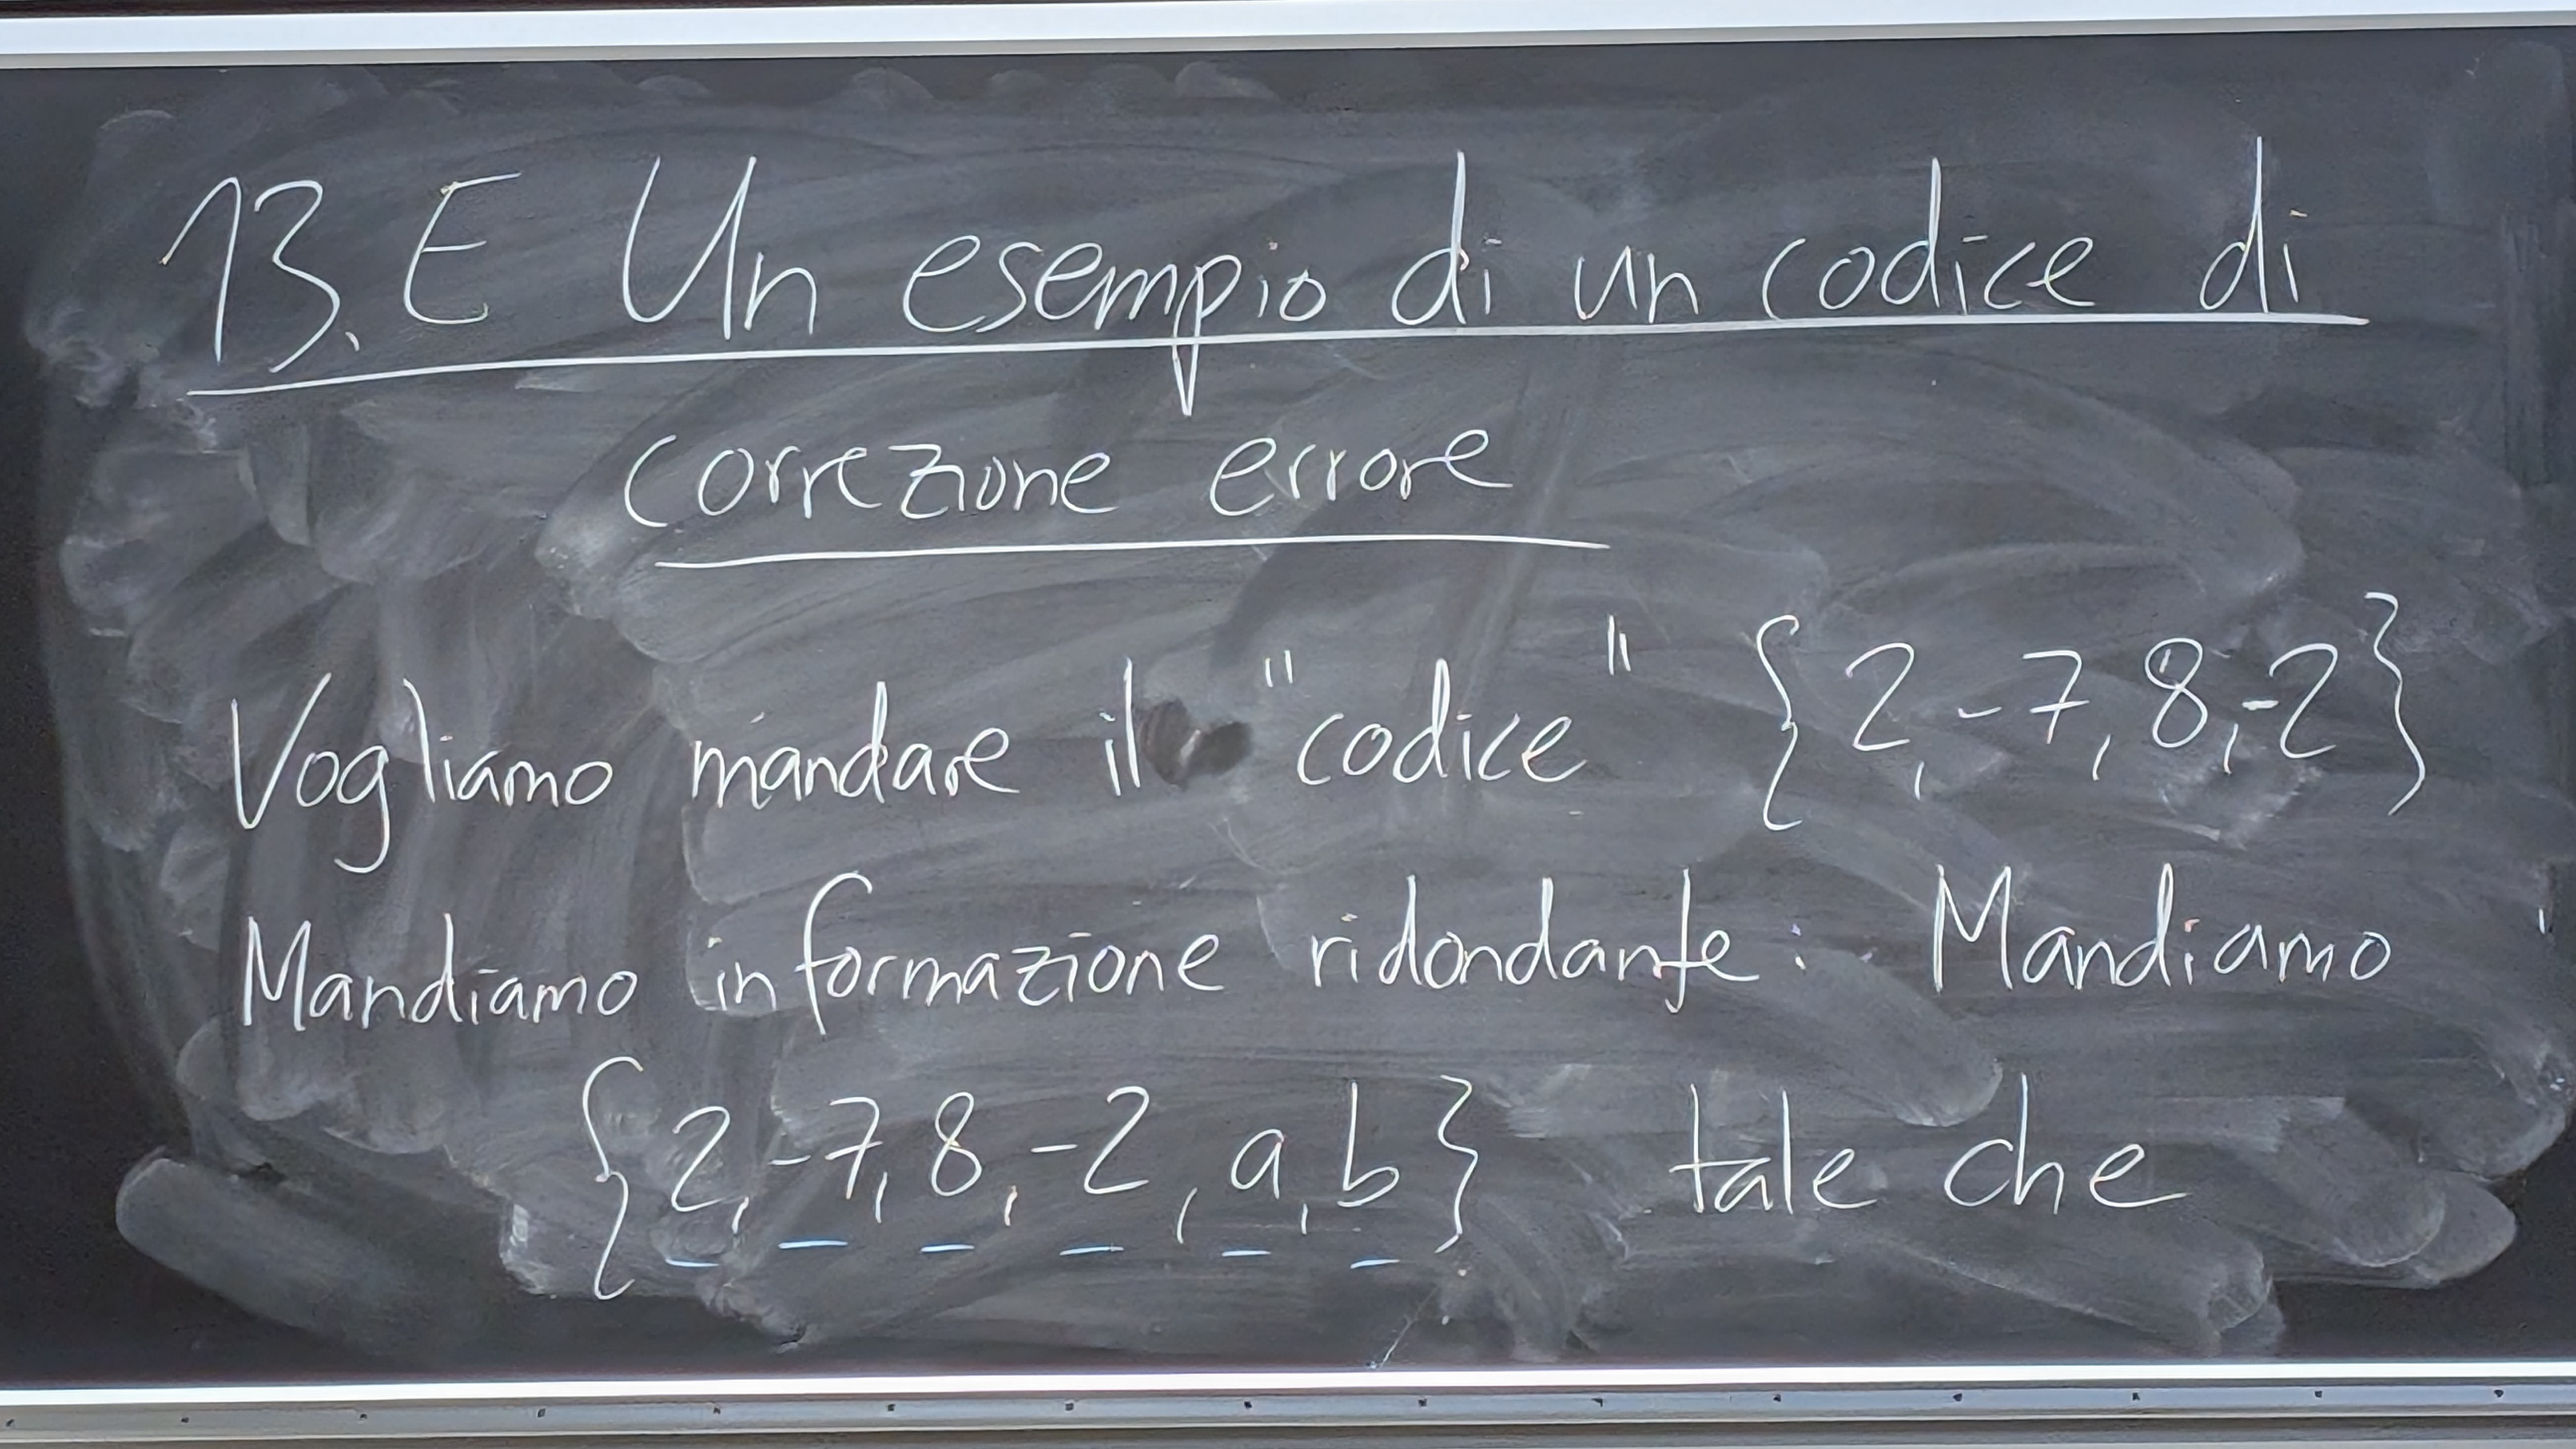 13. E Un esempio di un codice di
correzione errore
Vogliamo mandare il "codice" {2,-7,8,-2}
Mandiamo informazione ridondante: Mandiamo
{2,-7,8,-2,a,b} tale che